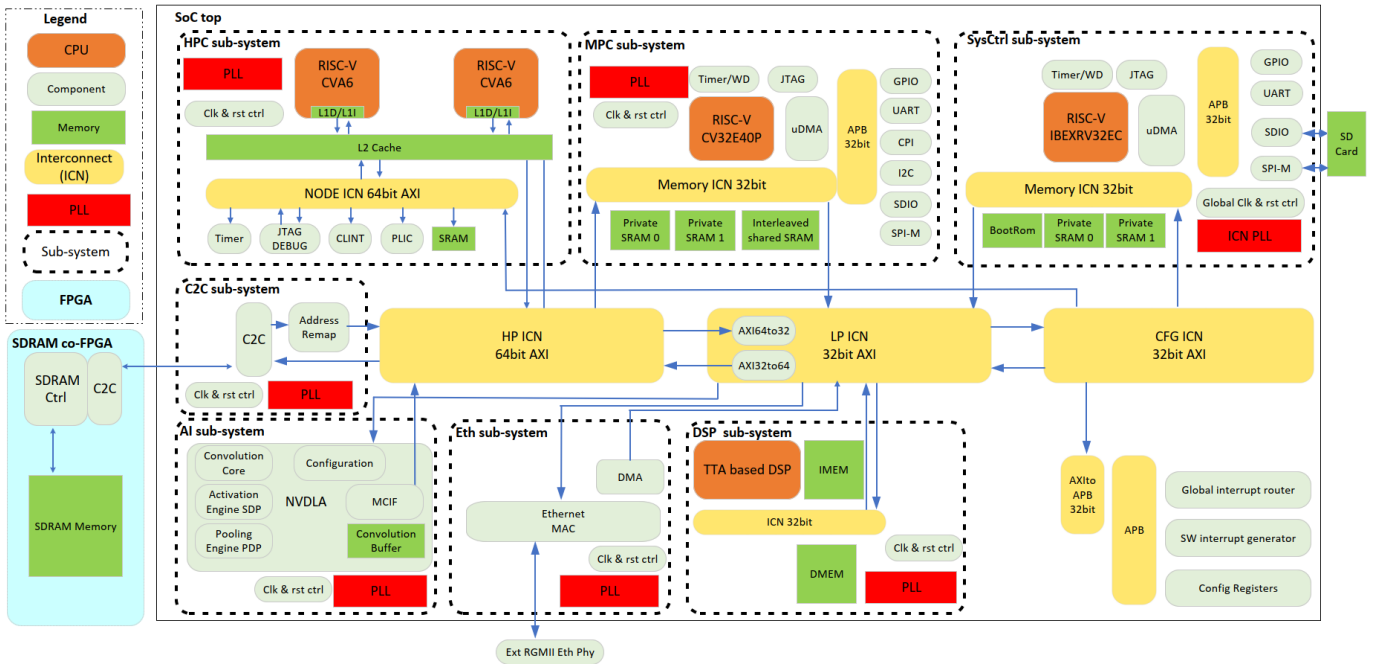 Legend
CPU
Component
Memory
Interconnect
(ICN)
PLL
Sub-system
FPGA
SDRAM co-FPGA
SDRAM
Ctrl
C2C
SDRAM Memory
SoC top
HPC sub-system
PLL
Clk & rst ctrl
RISC-V
CVA6
L1D/L1I
RISC-V
CVA6
L1D/L1I
L2 Cache
NODE ICN 64bit AXI
Timer
JTAG
DEBUG
CLINT
PLIC
SRAM
MPC sub-system
PLL
Clk & rst ctrl
Timer/WD
JTAG
RISC-V
CV32E40P
uDMA
APB
32bit
GPIO
UART
CPI
I2C
SDIO
SPI-M
Memory ICN 32bit
Private
SRAM 0
Private
SRAM 1
Interleaved
shared SRAM
SysCtrl sub-system
Timer/WD
JTAG
RISC-V
IBEXRV32EC
uDMA
APB
32bit
GPIO
UART
SDIO
SPI-M
SD
Card
Memory ICN 32bit
BootRom
Private
SRAM 0
Private
SRAM 1
Global Clk & rst ctrl
ICN PLL
C2C sub-system
C2C
Address
Remap
Clk & rst ctrl
PLL
HP ICN
64bit AXI
AXI64to32
AXI32to64
LP ICN
32bit AXI
CFG ICN
32bit AXI
AI sub-system
Convolution
Core
Configuration
Activation
Engine SDP
NVDLA
MCIF
Pooling
Engine PDP
Convolution
Buffer
Clk & rst ctrl
PLL
Eth sub-system
DMA
Ethernet
MAC
Clk & rst ctrl
PLL
Ext RGMII Eth Phy
DSP sub-system
TTA based DSP
IMEM
ICN 32bit
DMEM
Clk & rst ctrl
PLL
AXIto
APB
32bit
APB
Global interrupt router
SW interrupt generator
Config Registers